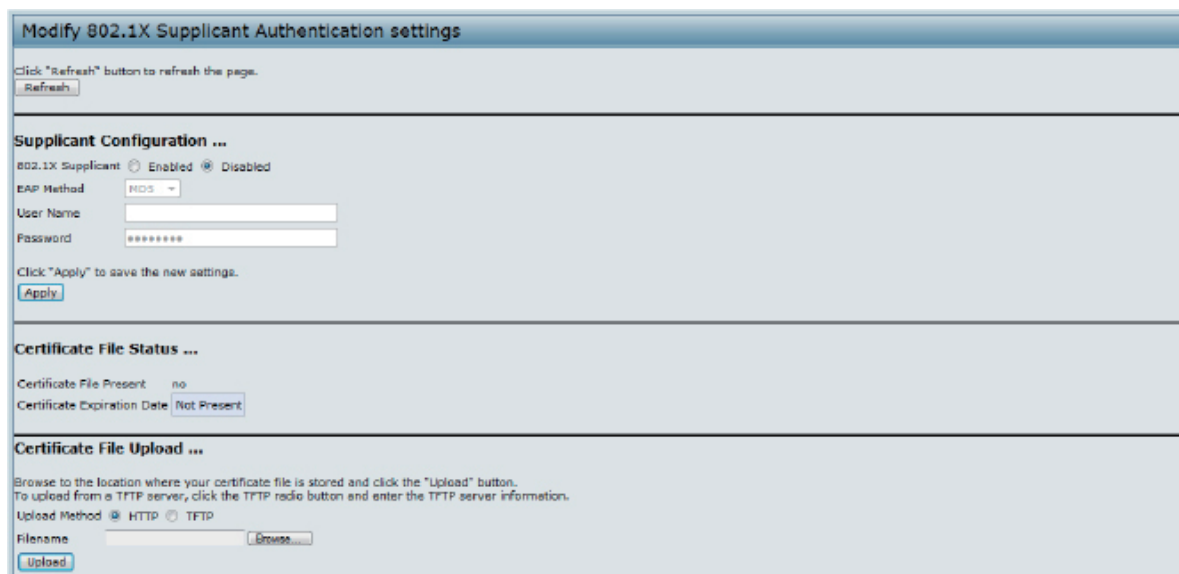 Modify 802.1X Supplicant Authentication settings
Click "Refresh" button to refresh the page.
Refresh
Supplicant Configuration ...
802.1X Supplicant Enabled Disabled
EAP Method MD5
User Name
Password ••••••••
Click "Apply" to save the new settings.
Apply
Certificate File Status ...
Certificate File Present no
Certificate Expiration Date Not Present
Certificate File Upload ...
Browse to the location where your certificate file is stored and click the "Upload" button.
To upload from a TFTP server, click the TFTP radio button and enter the TFTP server information.
Upload Method HTTP TFTP
Filename Browse...
Upload